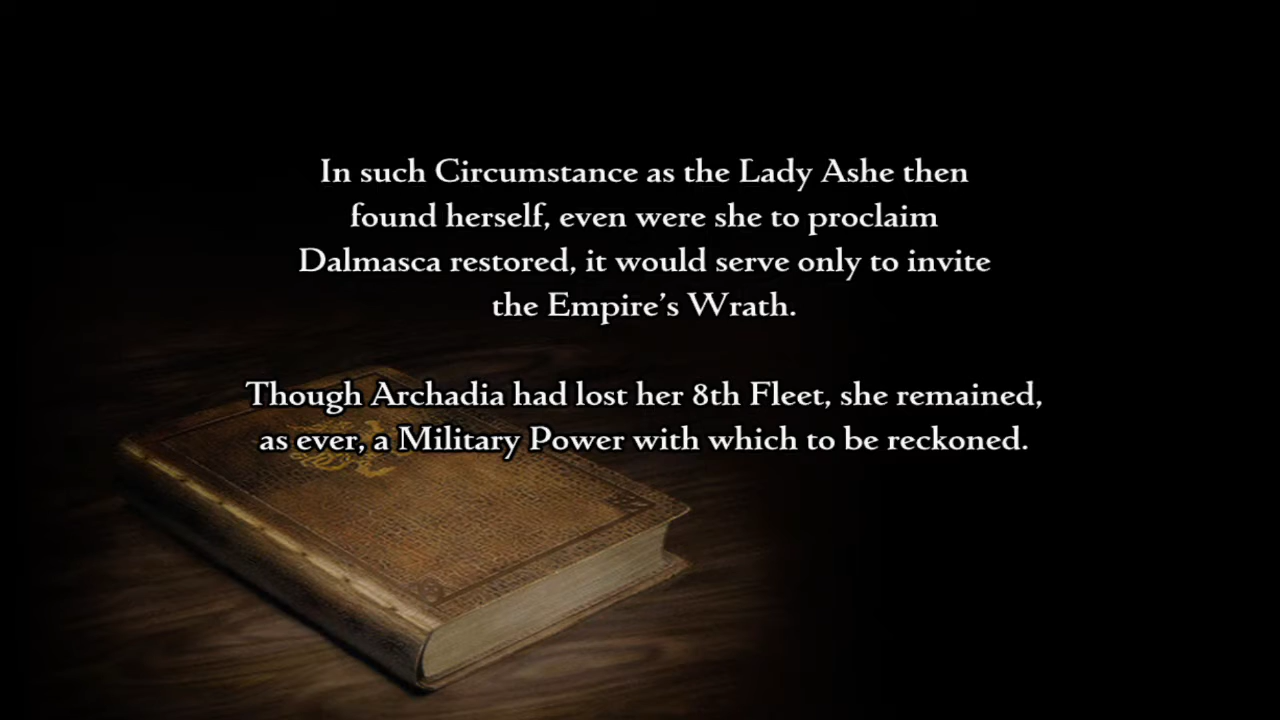 In such Circumstance as the Lady Ashe then
found herself, even were she to proclaim
Dalmasca restored, it would serve only to invite
the Empire’s Wrath.
Though Archadia had lost her 8th Fleet, she remained,
as ever, a Military Power with which to be reckoned.